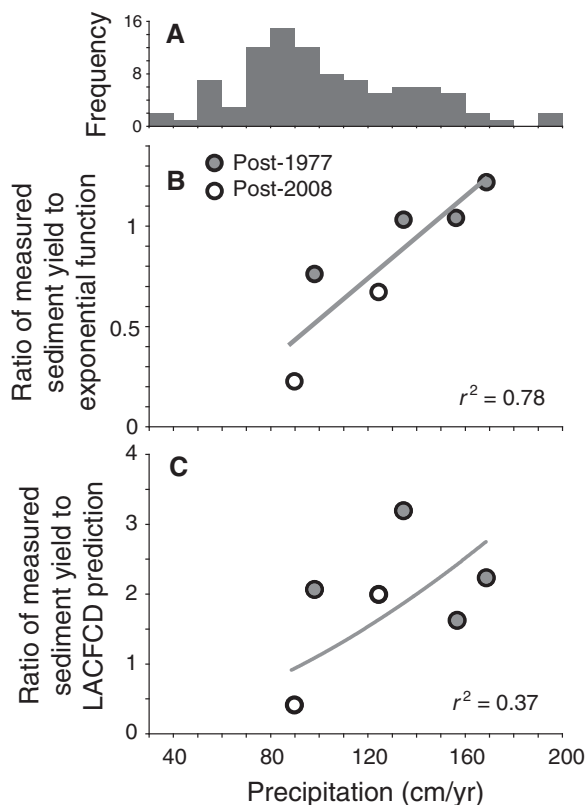 A
Frequency
16
8
0
B
Post-1977
Post-2008
Ratio of measured
sediment yield to
exponential function
1
0.5
0
r² = 0.78
C
Ratio of measured
sediment yield to
LACFCD prediction
4
3
2
1
0
r² = 0.37
40 80 120 160 200
Precipitation (cm/yr)